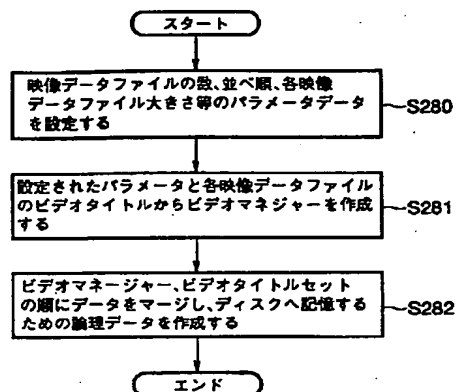 スタート
映像データファイルの数、並べ順、各映像
データファイル大きさ等のパラメータデータ
を設定する
S280
設定されたパラメータと各映像データファイル
のビデオタイトルからビデオマネジャーを作成
する
S281
ビデオマネージャー、ビデオタイトルセット
の順にデータをマージし、ディスクへ記憶する
ための論理データを作成する
S282
エンド